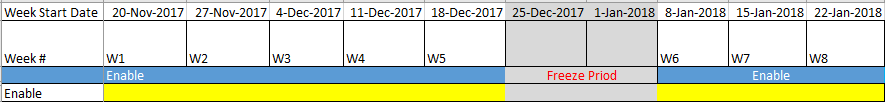 Week Start Date 20-Nov-2017 27-Nov-2017 4-Dec-2017 11-Dec-2017 18-Dec-2017 25-Dec-2017 1-Jan-2018 8-Jan-2018 15-Jan-2018 22-Jan-2018
Week # W1 W2 W3 W4 W5 W6 W7 W8
Enable Freeze Priod Enable
Enable